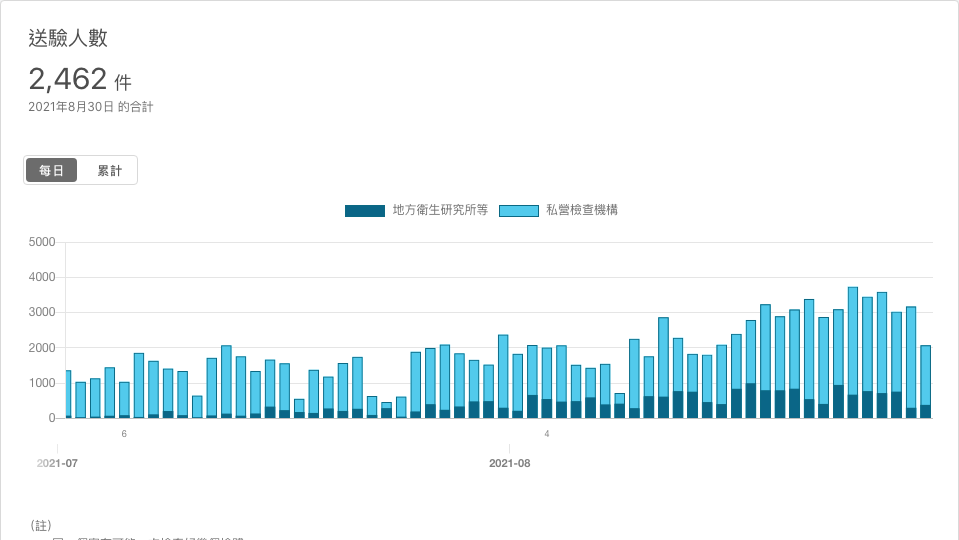 送驗人數
2,462 件
2021年8月30日 的合計
每日 累計
地方衛生研究所等 私營檢查機構
5000
4000
3000
2000
1000
0
6 4
2021-07 2021-08
(註)